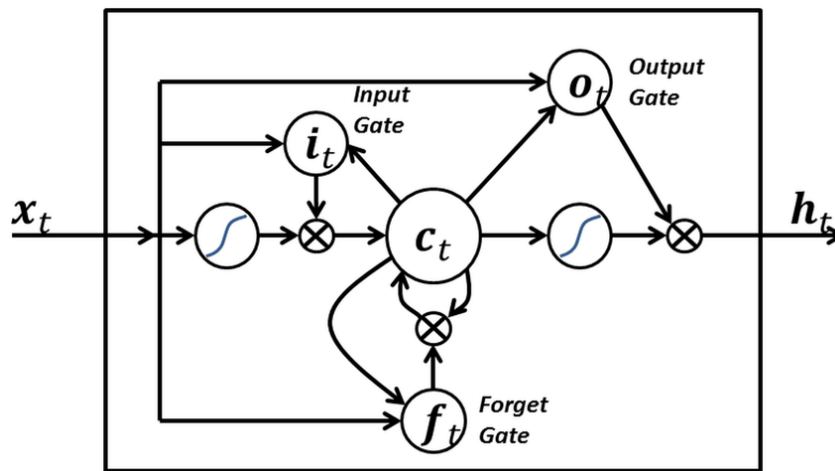 o_t
Output
Gate
Input
Gate
i_t
x_t
c_t
h_t
f_t
Forget
Gate